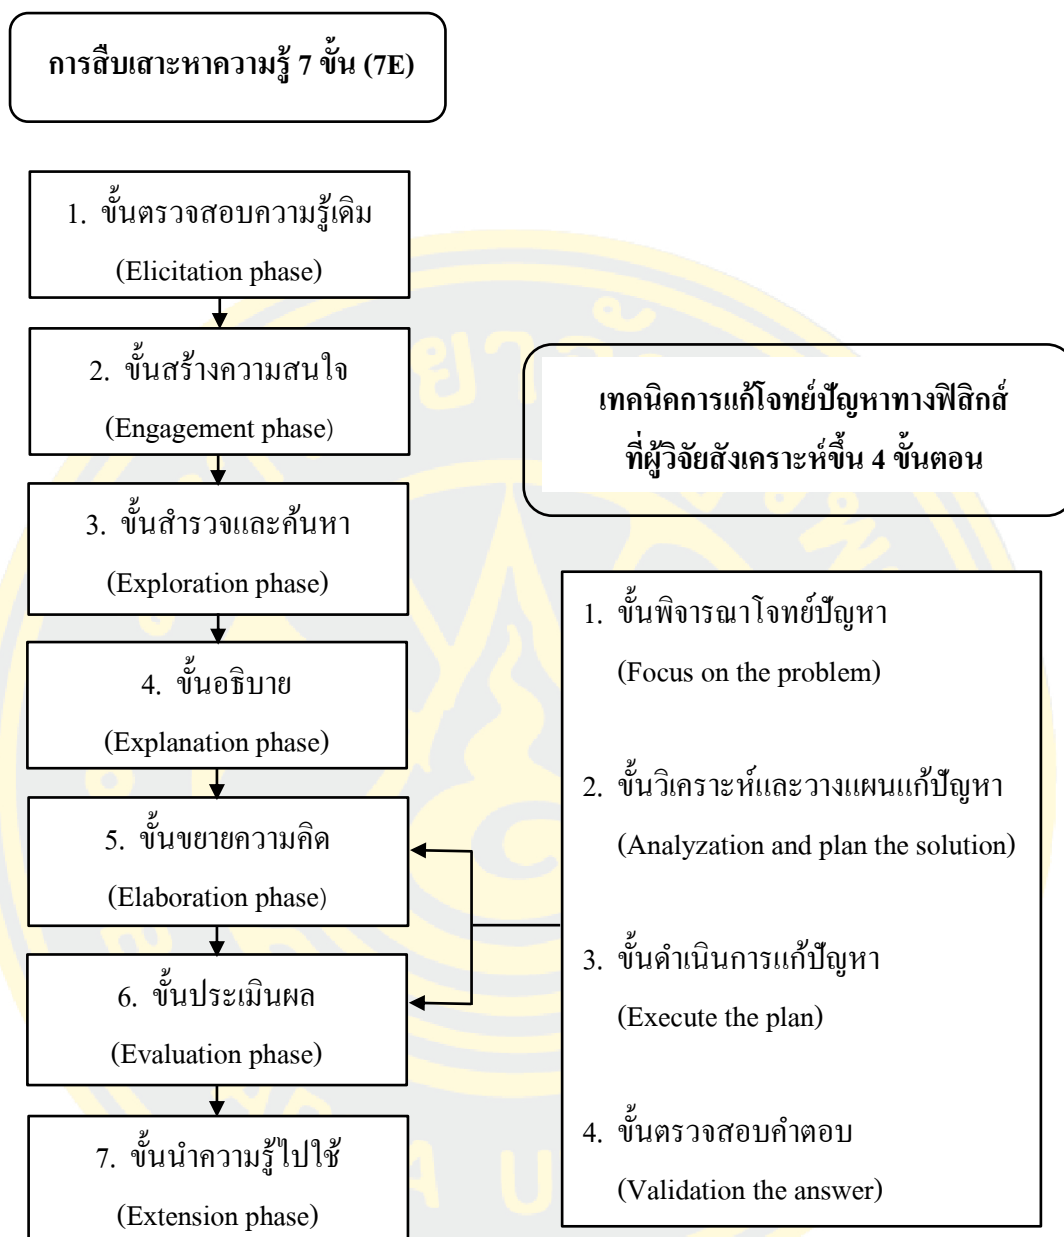 การสืบเสาะหาความรู้ 7 ขั้น (7E)
1. ขั้นตรวจสอบความรู้เดิม
(Elicitation phase)
2. ขั้นสร้างความสนใจ
(Engagement phase)
3. ขั้นสำรวจและค้นหา
(Exploration phase)
4. ขั้นอธิบาย
(Explanation phase)
5. ขั้นขยายความคิด
(Elaboration phase)
6. ขั้นประเมินผล
(Evaluation phase)
7. ขั้นนำความรู้ไปใช้
(Extension phase)
เทคนิคการแก้โจทย์ปัญหาทางฟิสิกส์
ที่ผู้วิจัยสังเคราะห์ขึ้น 4 ขั้นตอน
1. ขั้นพิจารณาโจทย์ปัญหา
(Focus on the problem)
2. ขั้นวิเคราะห์และวางแผนแก้ปัญหา
(Analyzation and plan the solution)
3. ขั้นดำเนินการแก้ปัญหา
(Execute the plan)
4. ขั้นตรวจสอบคำตอบ
(Validation the answer)